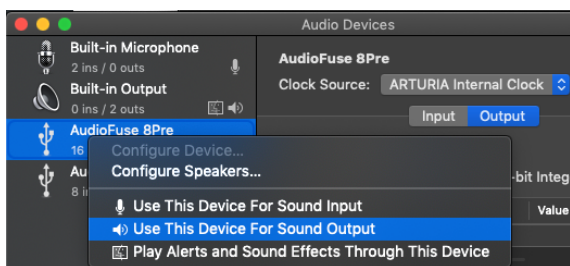 Audio Devices
Built-in Microphone
2 ins / 0 outs
Built-in Output
0 ins / 2 outs
AudioFuse 8Pre
16
Au
8 i
AudioFuse 8Pre
Clock Source: ARTURIA Internal Clock
Input Output
-bit Integ
Value
Configure Device...
Configure Speakers...
Use This Device For Sound Input
Use This Device For Sound Output
Play Alerts and Sound Effects Through This Device